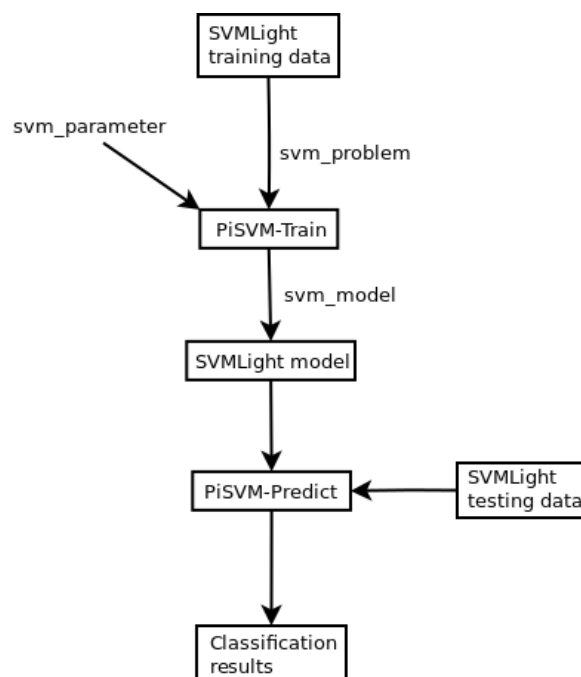 SVMLight
training data
svm_parameter
svm_problem
PiSVM-Train
svm_model
SVMLight model
PiSVM-Predict
SVMLight
testing data
Classification
results